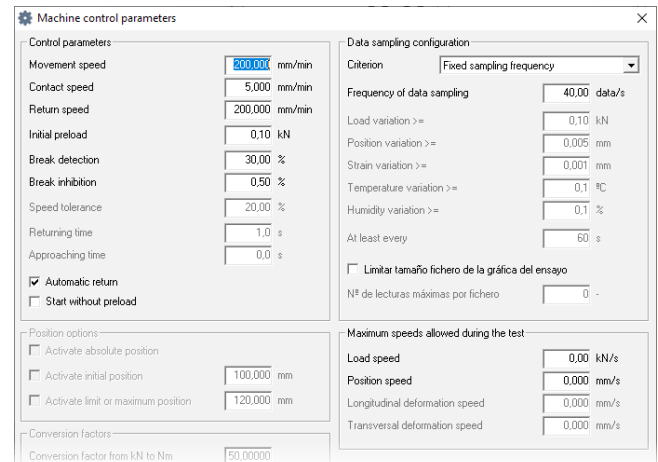 Machine control parameters
Control parameters
Movement speed 200,000 mm/min
Contact speed 5,000 mm/min
Return speed 200,000 mm/min
Initial preload 0,10 kN
Break detection 30,00 %
Break inhibition 0,50 %
Speed tolerance 20,00 %
Returning time 1,0 s
Approaching time 0,0 s
Automatic return
Start without preload
Position options
Activate absolute position
Activate initial position 100,000 mm
Activate limit or maximum position 120,000 mm
Conversion factors
Conversion factor from kN to Nm 50,00000
Data sampling configuration
Criterion Fixed sampling frequency
Frequency of data sampling 40,00 data/s
Load variation >= 0,10 kN
Position variation >= 0,005 mm
Strain variation >= 0,001 mm
Temperature variation >= 0,1 ºC
Humidity variation >= 0,1 %
At least every 60 s
Limitar tamaño fichero de la gráfica del ensayo
Nª de lecturas máximas por fichero 0 -
Maximum speeds allowed during the test
Load speed 0,00 kN/s
Position speed 0,000 mm/s
Longitudinal deformation speed 0,000 mm/s
Transversal deformation speed 0,000 mm/s